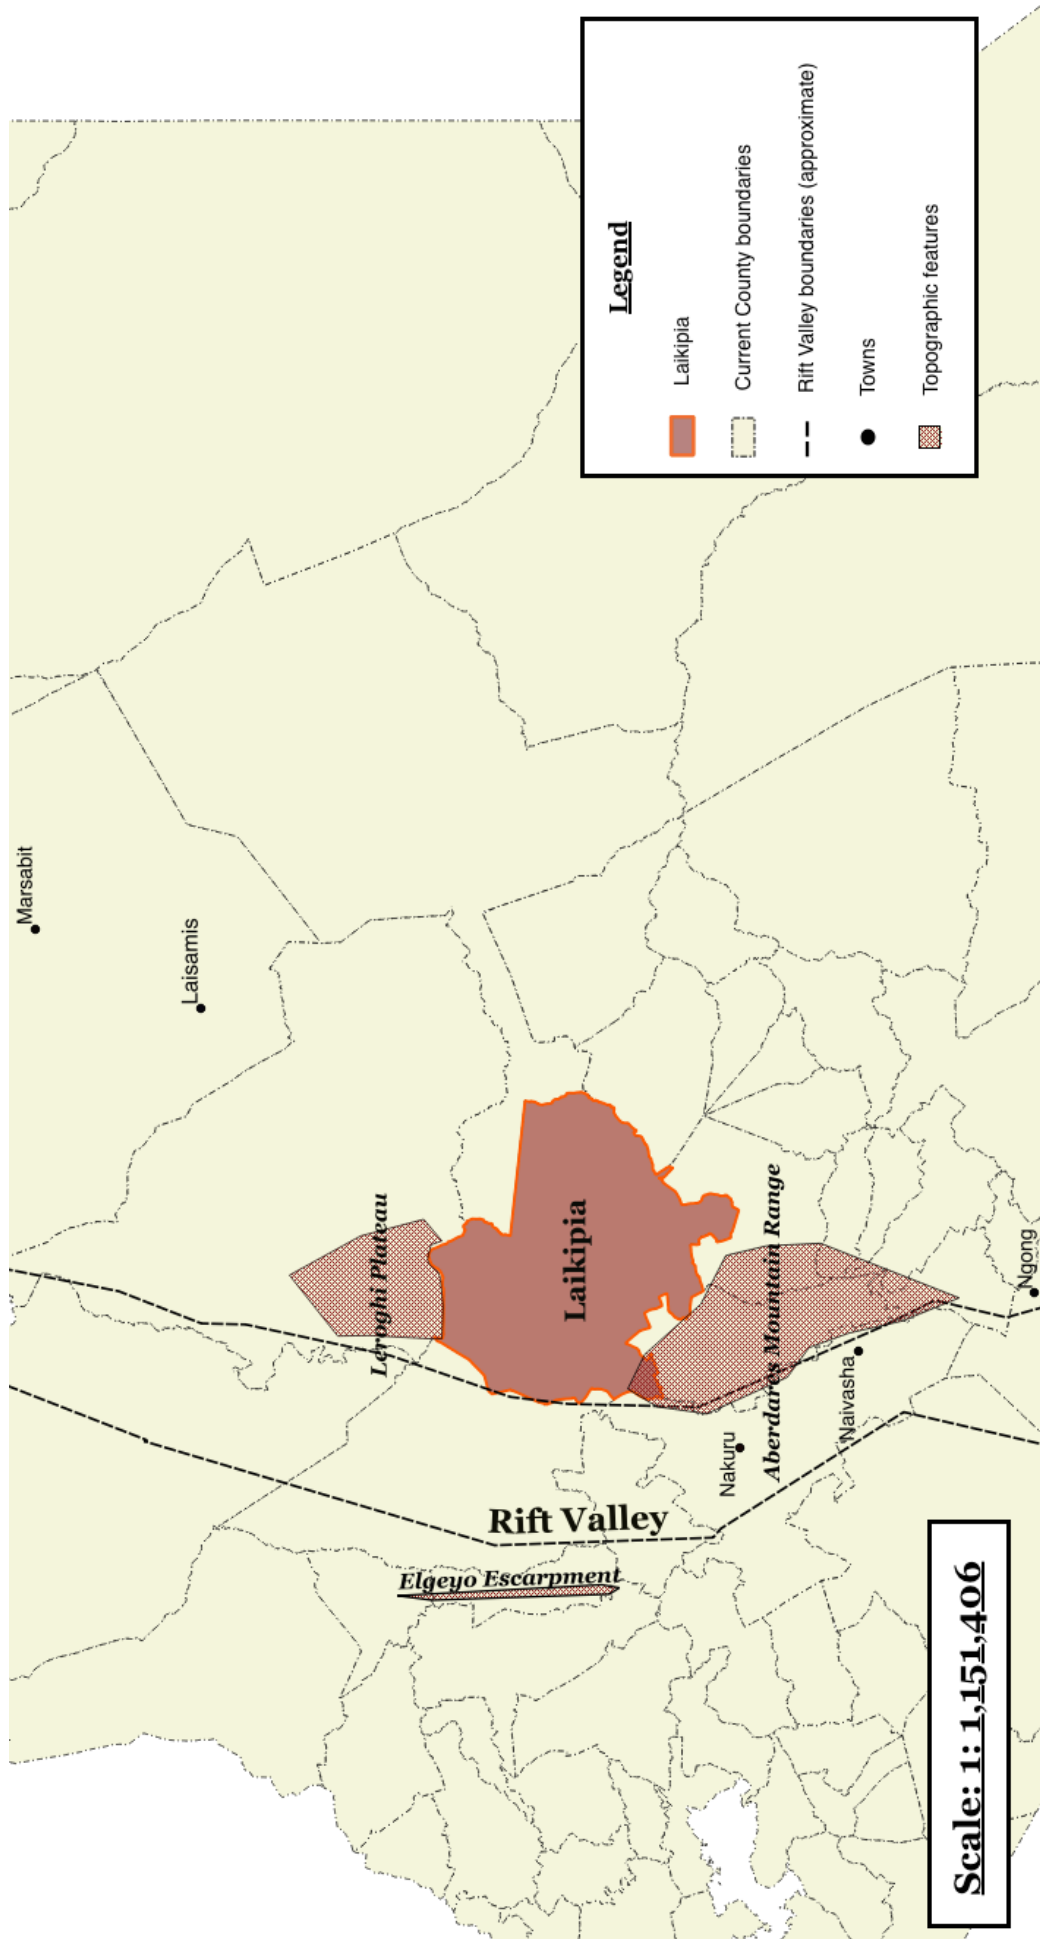 Marsabit
Laisamis
Leroghi Plateau
Laikipia
Rift Valley
Elgeyo Escarpment
Aberdares Mountain Range
Nakuru
Naivasha
Ngong
Legend
Laikipia
Current County boundaries
Rift Valley boundaries (approximate)
Towns
Topographic features
Scale: 1: 1,151,406